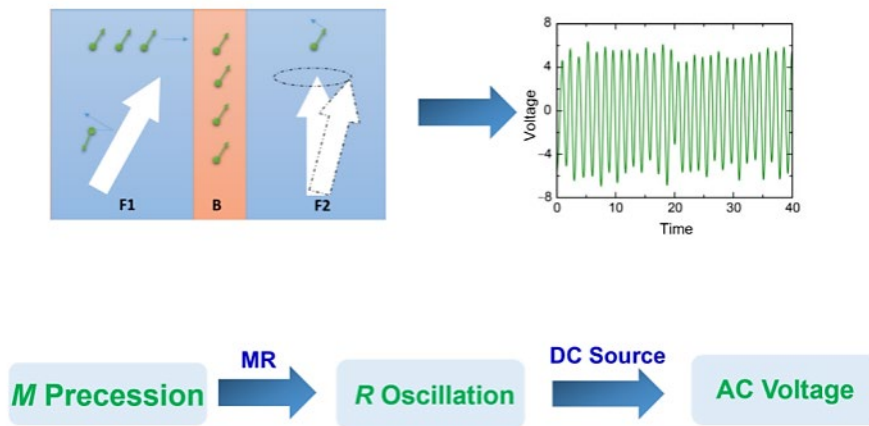 F1
B
F2
Voltage
8
4
0
−4
−8
0
10
20
30
40
Time
MR
DC Source
M Precession
R Oscillation
AC Voltage